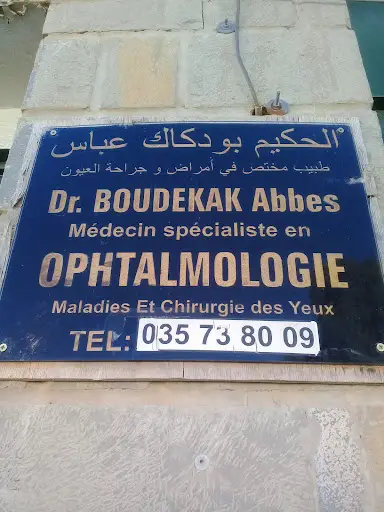 الحكيم بودكاك عباس
طبيب مختص في أمراض و جراحة العيون
Dr. BOUDEKAK Abbes
Médecin spécialiste en
OPHTALMOLOGIE
Maladies Et Chirurgie des Yeux
TEL: 035 73 80 09